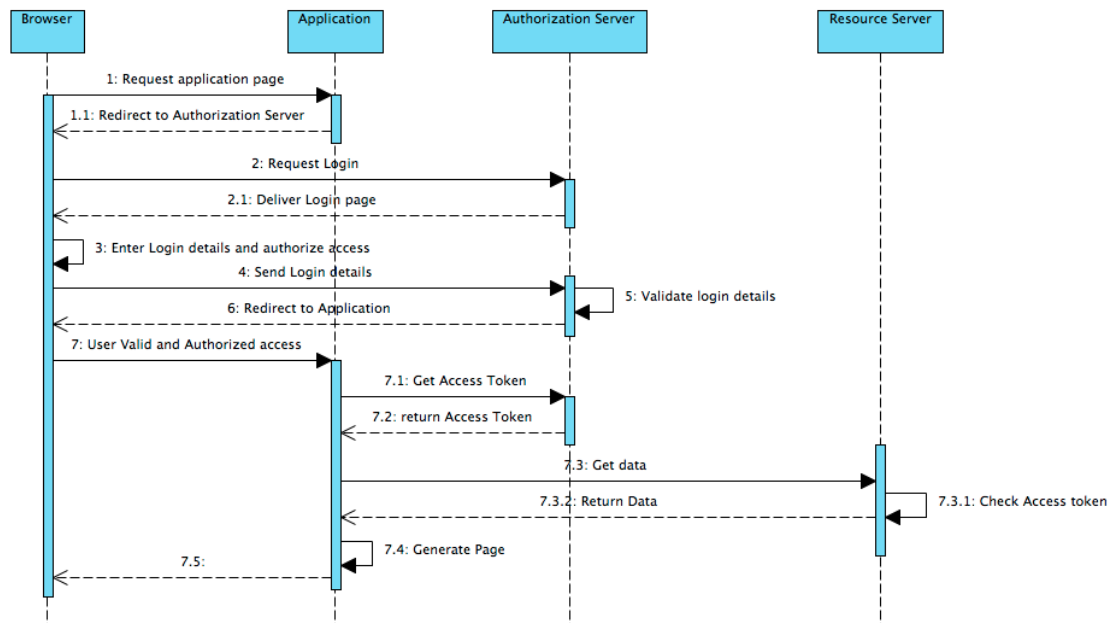 Browser
Application
Authorization Server
Resource Server
1: Request application page
1.1: Redirect to Authorization Server
2: Request Login
2.1: Deliver Login page
3: Enter Login details and authorize access
4: Send Login details
5: Validate login details
6: Redirect to Application
7: User Valid and Authorized access
7.1: Get Access Token
7.2: return Access Token
7.3: Get data
7.3.2: Return Data
7.3.1: Check Access token
7.4: Generate Page
7.5: